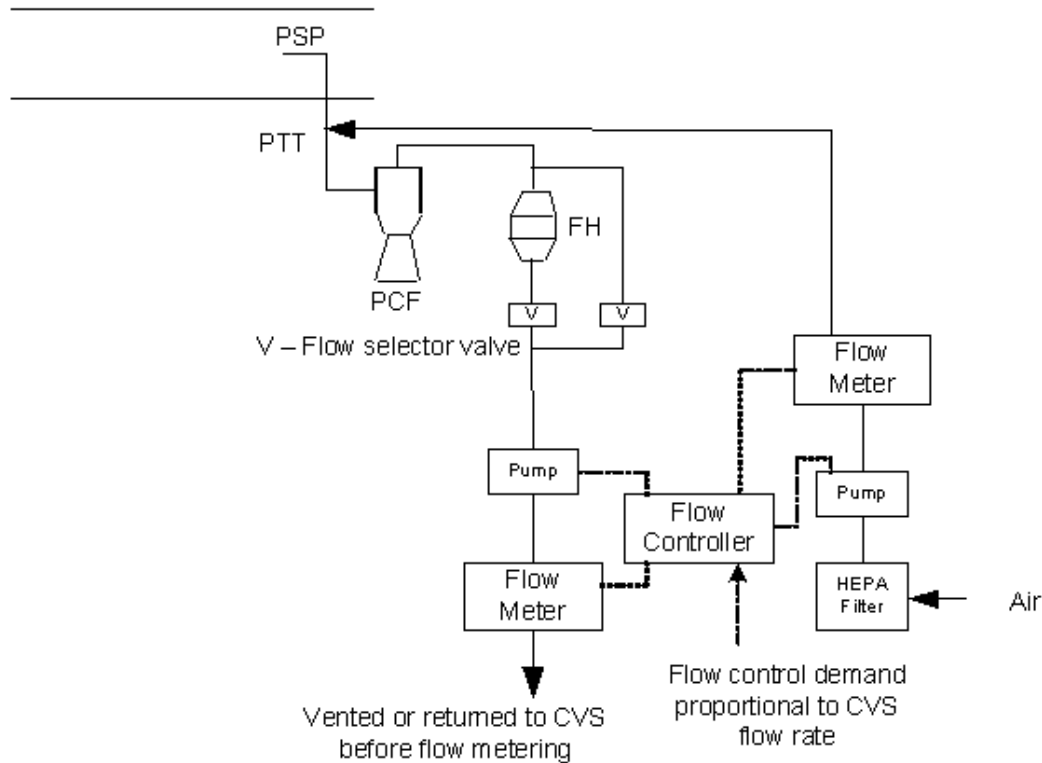 PSP
PTT
FH
PCF
V
V
V – Flow selector valve
Flow
Meter
Pump
Pump
Flow
Controller
Flow
Meter
HEPA
Filter
Air
Vented or returned to CVS
before flow metering
Flow control demand
proportional to CVS
flow rate